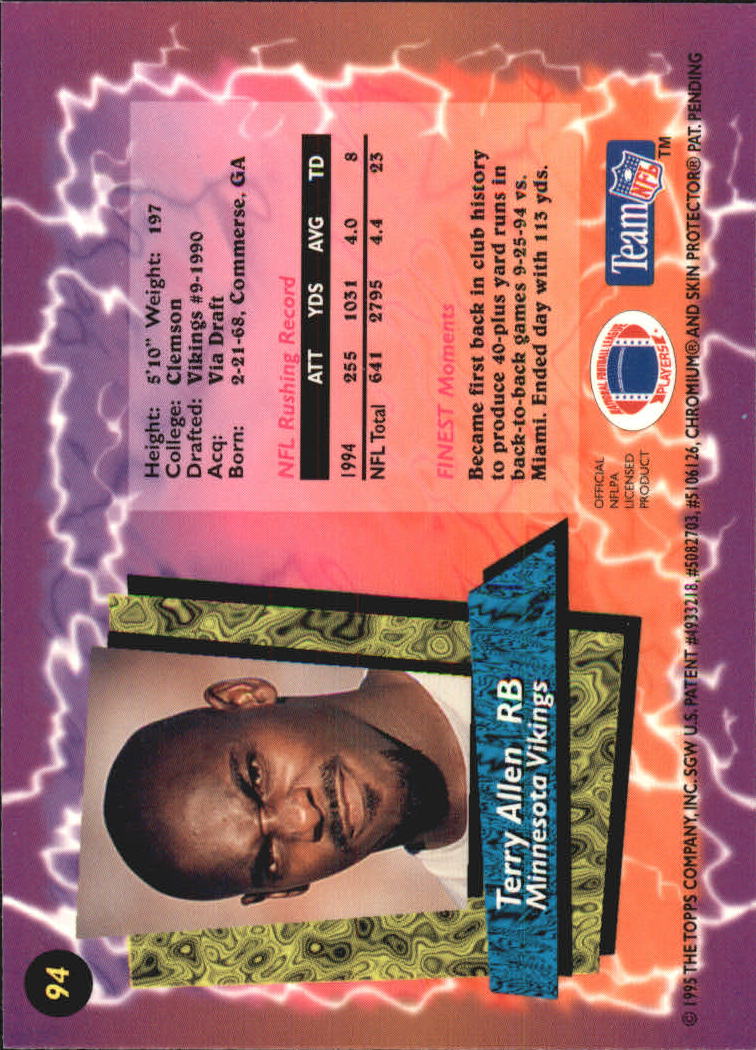 94
Terry Allen RB
Minnesota Vikings
Height: 5'10" Weight: 197
College: Clemson
Drafted: Vikings #9-1990
Acq: Via Draft
Born: 2-21-68, Commerse, GA
NFL Rushing Record
ATT YDS AVG TD
1994 255 1031 4.0 8
NFL Total 641 2795 4.4 23
FINEST Moments
Became first back in club history
to produce 40-plus yard runs in
back-to-back games 9-25-94 vs.
Miami. Ended day with 113 yds.
OFFICIAL
NFLPA
LICENSED
PRODUCT
NATIONAL FOOTBALL LEAGUE
PLAYERS
Team NFL™
© 1995 THE TOPPS COMPANY, INC. SGW U.S. PATENT #4933218, #5082703, #5106126, CHROMIUM® AND SKIN PROTECTOR® PAT. PENDING